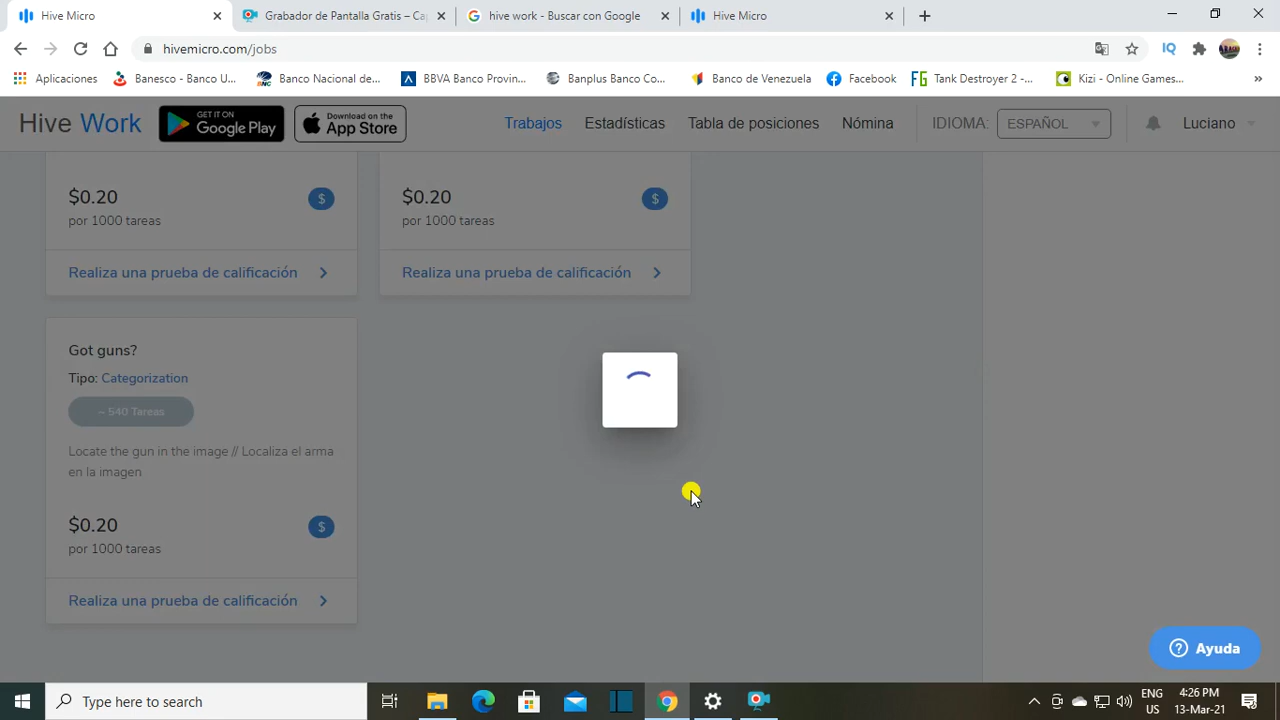 Hive Micro
Grabador de Pantalla Gratis – Ca
hive work - Buscar con Google
Hive Micro
hivemicro.com/jobs
Aplicaciones
Banesco - Banco U...
Banco Nacional de...
BBVA Banco Provin...
Banplus Banco Co...
Banco de Venezuela
Facebook
Tank Destroyer 2 -...
Kizi - Online Games...
»
Hive Work
GET IT ON
Google Play
Download on the
App Store
Trabajos
Estadísticas
Tabla de posiciones
Nómina
IDIOMA:
ESPAÑOL
Luciano
$0.20
$
por 1000 tareas
Realiza una prueba de calificación
$0.20
$
por 1000 tareas
Realiza una prueba de calificación
Got guns?
Tipo: Categorization
~ 540 Tareas
Locate the gun in the image // Localiza el arma
en la imagen
$0.20
$
por 1000 tareas
Realiza una prueba de calificación
? Ayuda
Type here to search
ENG
US
4:26 PM
13-Mar-21